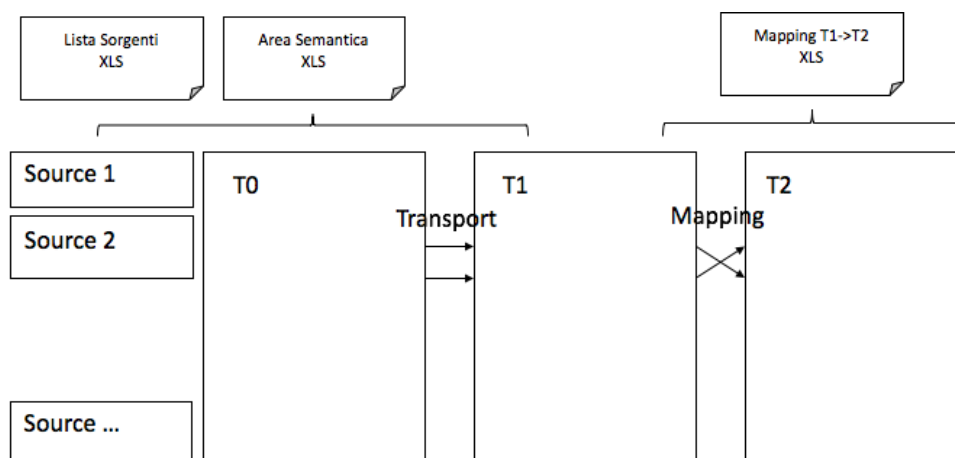 Lista Sorgenti
XLS
Area Semantica
XLS
Mapping T1->T2
XLS
Source 1
Source 2
Source ...
T0
Transport
T1
Mapping
T2